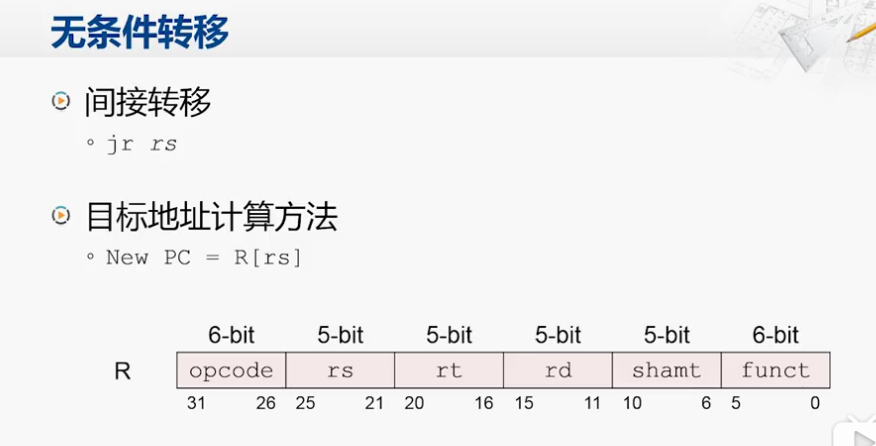 无条件转移
间接转移
jr rs
目标地址计算方法
New PC = R[rs]
6-bit 5-bit 5-bit 5-bit 5-bit 6-bit
R opcode rs rt rd shamt funct
31 26 25 21 20 16 15 11 10 6 5 0